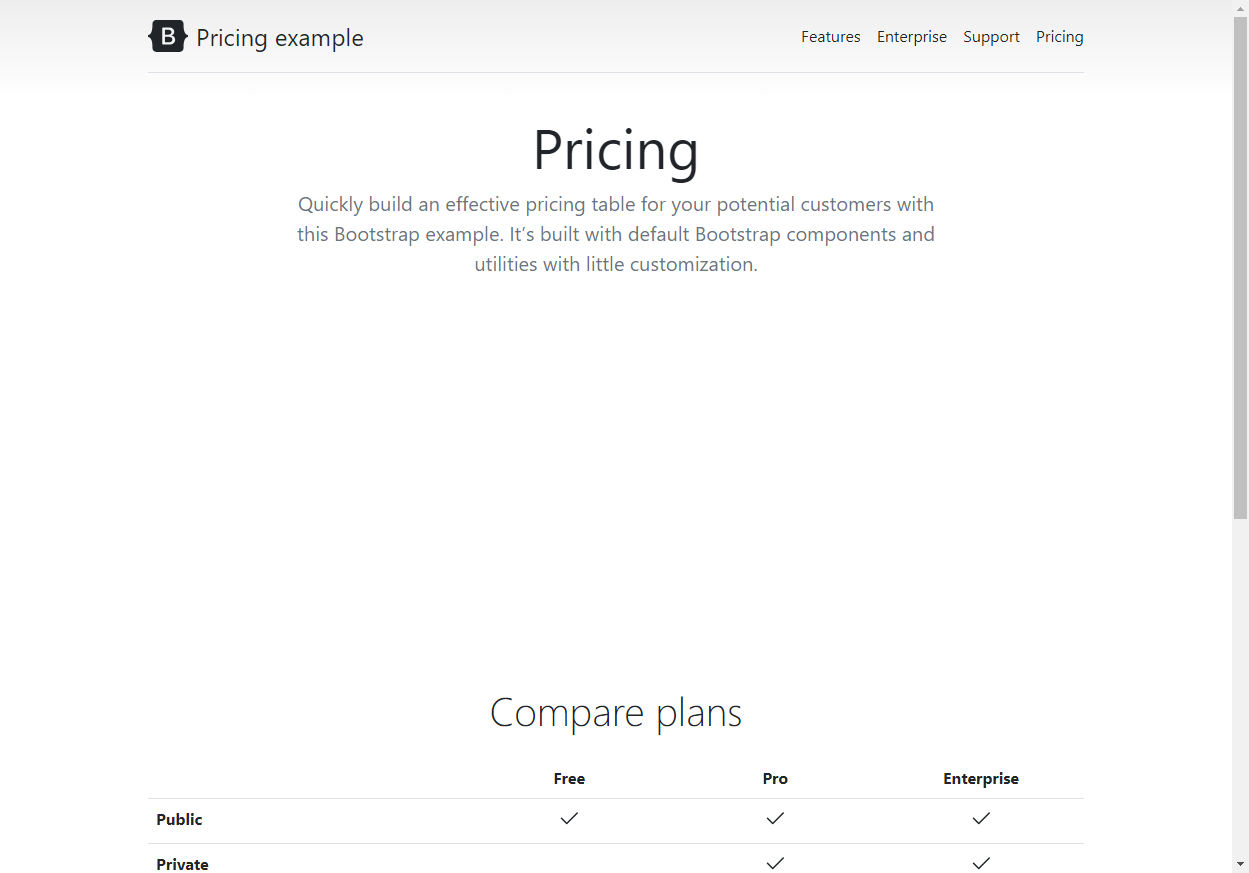 B Pricing example
Features Enterprise Support Pricing
Pricing
Quickly build an effective pricing table for your potential customers with
this Bootstrap example. It’s built with default Bootstrap components and
utilities with little customization.
Compare plans
Free Pro Enterprise
Public
Private